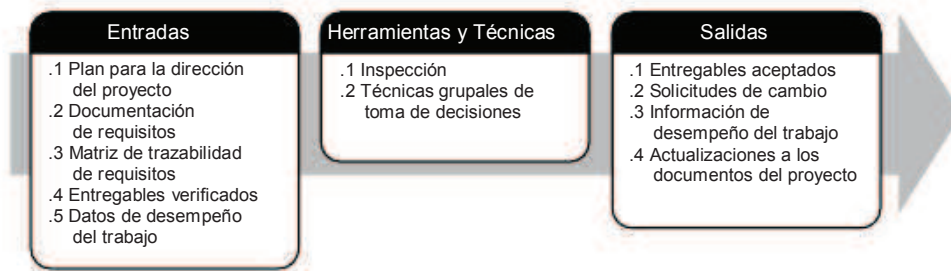 Entradas
.1 Plan para la dirección
del proyecto
.2 Documentación
de requisitos
.3 Matriz de trazabilidad
de requisitos
.4 Entregables verificados
.5 Datos de desempeño
del trabajo
Herramientas y Técnicas
.1 Inspección
.2 Técnicas grupales de
toma de decisiones
Salidas
.1 Entregables aceptados
.2 Solicitudes de cambio
.3 Información de
desempeño del trabajo
.4 Actualizaciones a los
documentos del proyecto